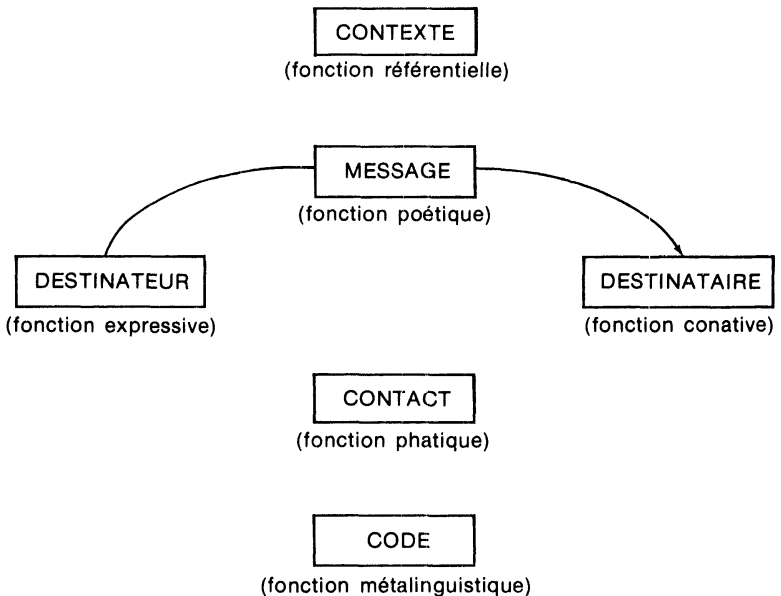 CONTEXTE
(fonction référentielle)
MESSAGE
(fonction poétique)
DESTINATEUR
(fonction expressive)
DESTINATAIRE
(fonction conative)
CONTACT
(fonction phatique)
CODE
(fonction métalinguistique)